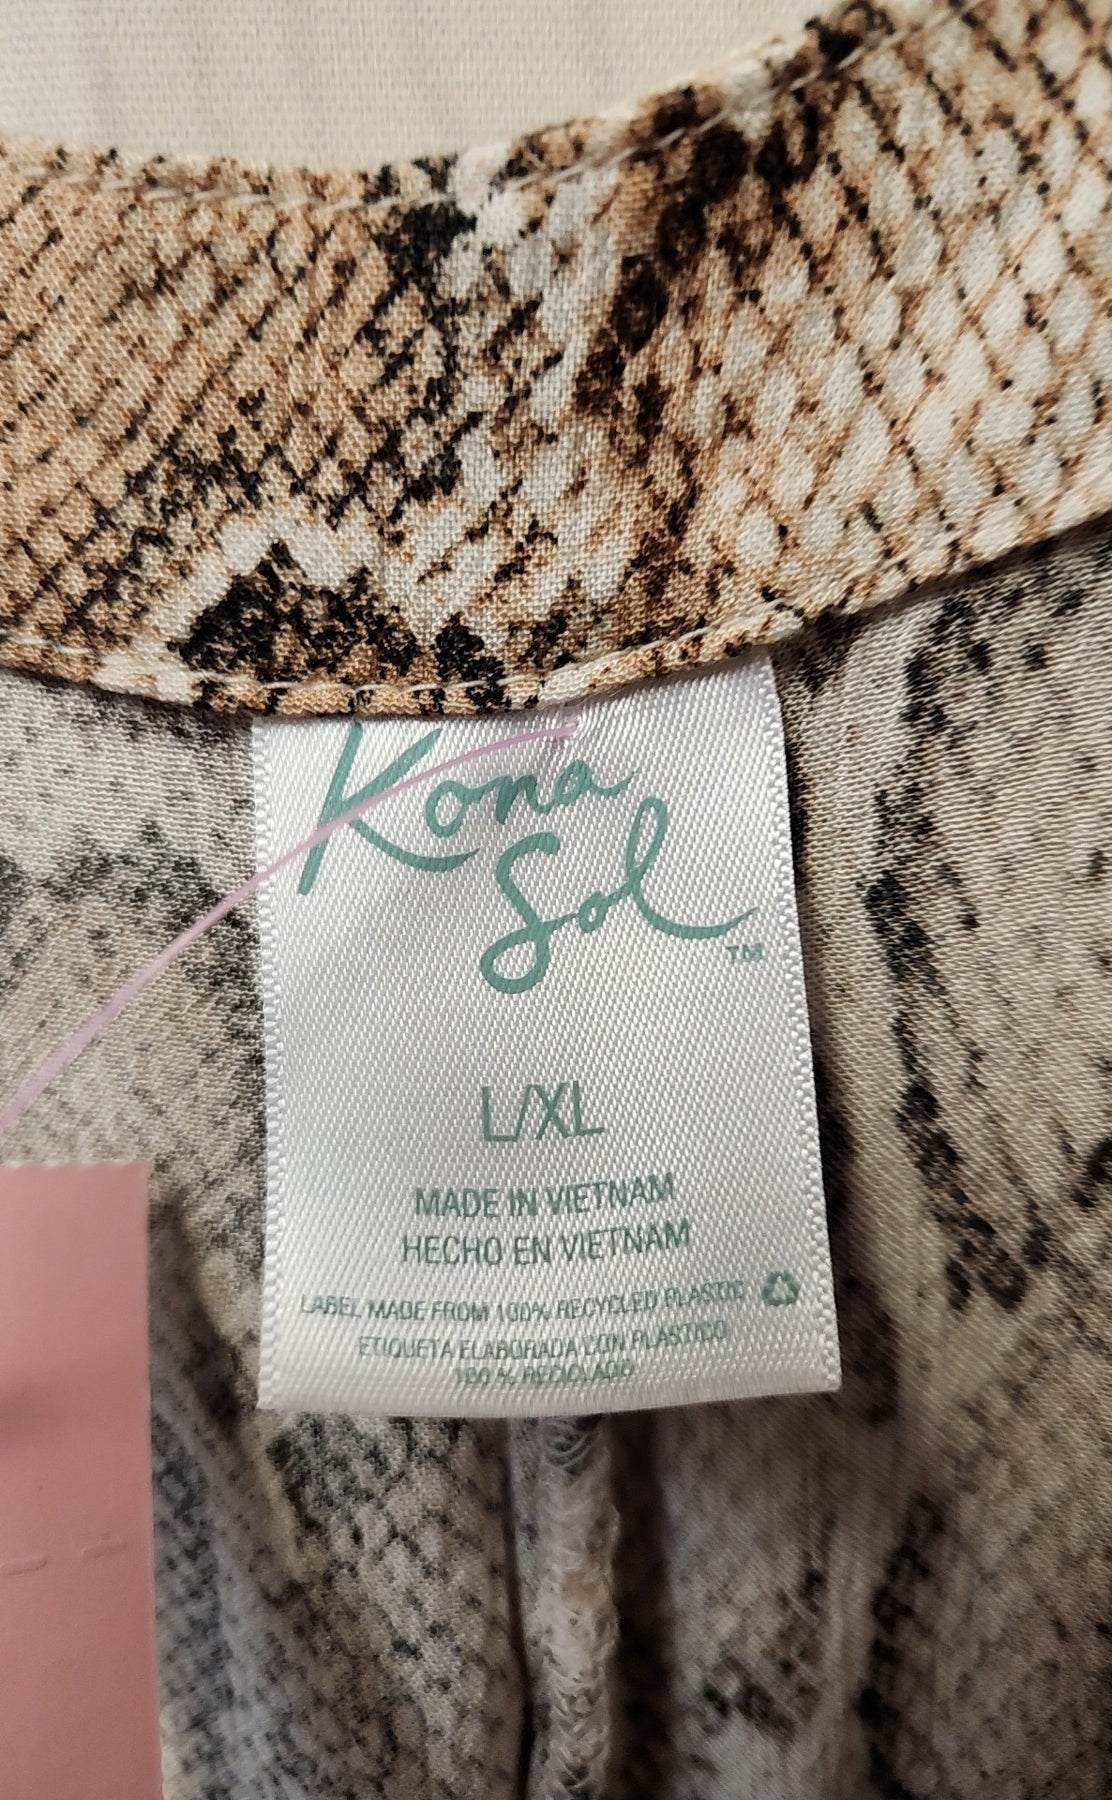 Kona
Sol
™
L/XL
MADE IN VIETNAM
HECHO EN VIETNAM
LABEL MADE FROM 100% RECYCLED PLASTIC
ETIQUETA ELABORADA CON PLASTICO
100 % RECICLADO